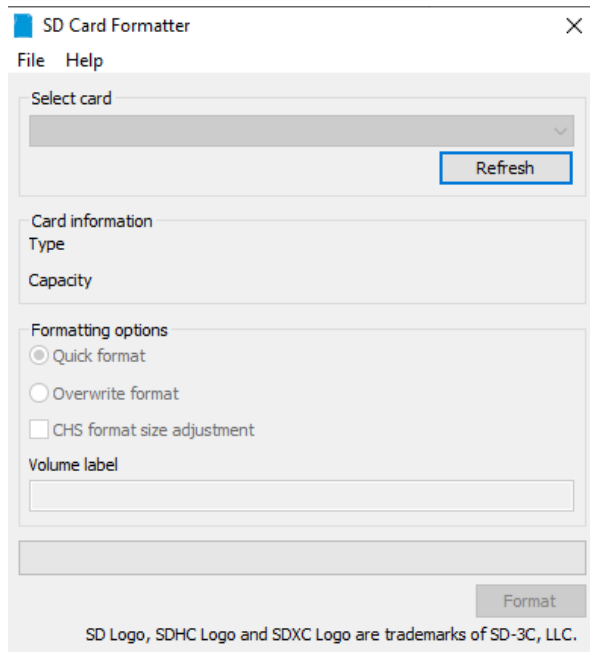 SD Card Formatter
File Help
Select card
Refresh
Card information
Type
Capacity
Formatting options
Quick format
Overwrite format
CHS format size adjustment
Volume label
Format
SD Logo, SDHC Logo and SDXC Logo are trademarks of SD-3C, LLC.